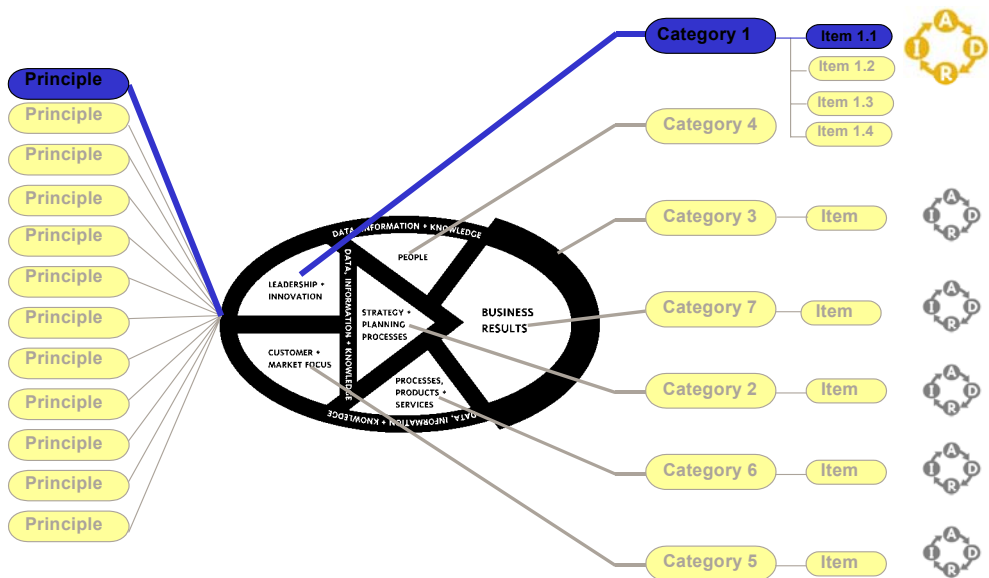 Principle
Principle
Principle
Principle
Principle
Principle
Principle
Principle
Principle
Principle
Principle
Principle
DATA, INFORMATION + KNOWLEDGE
DATA, INFORMATION + KNOWLEDGE
DATA, INFORMATION + KNOWLEDGE
LEADERSHIP +
INNOVATION
PEOPLE
STRATEGY +
PLANNING
PROCESSES
BUSINESS
RESULTS
CUSTOMER +
MARKET FOCUS
PROCESSES,
PRODUCTS +
SERVICES
Category 1
Item 1.1
Item 1.2
Item 1.3
Item 1.4
A
D
R
I
Category 4
Category 3
Item
A
D
R
I
Category 7
Item
A
D
R
I
Category 2
Item
A
D
R
I
Category 6
Item
A
D
R
I
Category 5
Item
A
D
R
I